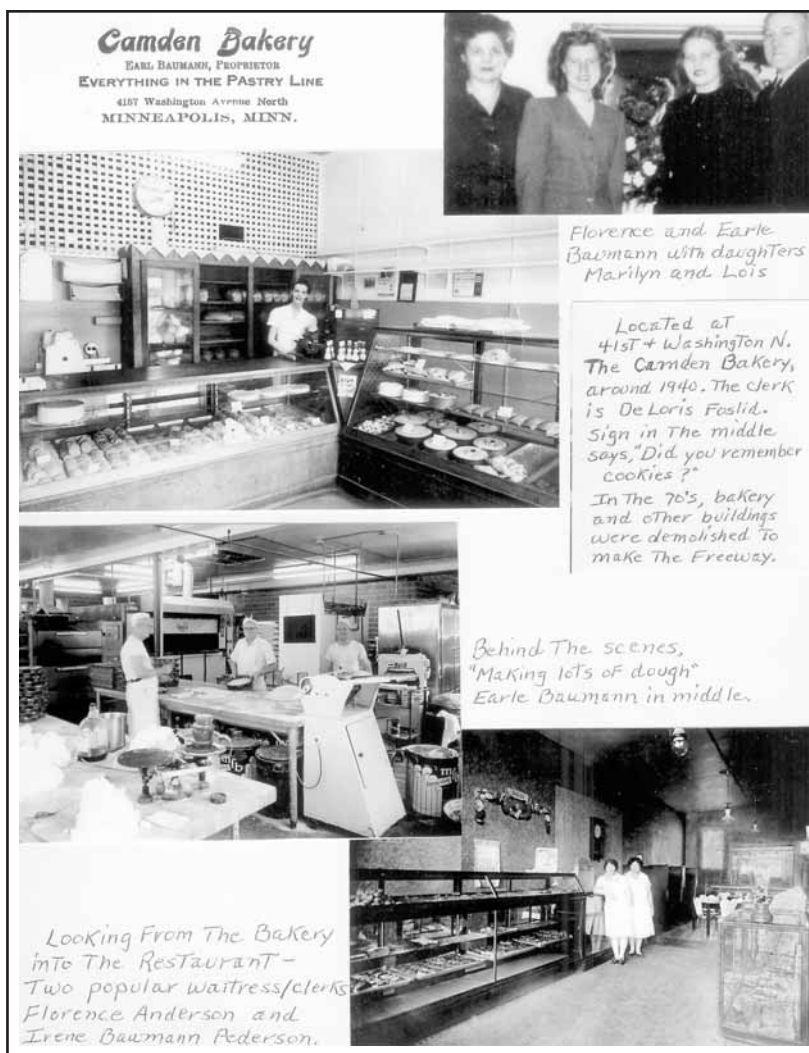 Camden Bakery
EARL BAUMANN, PROPRIETOR
EVERYTHING IN THE PASTRY LINE
4157 Washington Avenue North
MINNEAPOLIS, MINN.
Florence and Earle
Baumann with daughters
Marilyn and Lois
Located at
41ST + Washington N.
The Camden Bakery,
around 1940. The clerk
is DeLoris Foslid.
Sign in The middle
says, "Did you remember
cookies?"
In The 70's, bakery
and other buildings
were demolished To
make The Freeway.
Behind The scenes,
"Making lots of dough"
Earle Baumann in middle.
Looking From The Bakery
into The Restaurant –
Two popular waitress/clerks
Florence Anderson and
Irene Baumann Pederson.